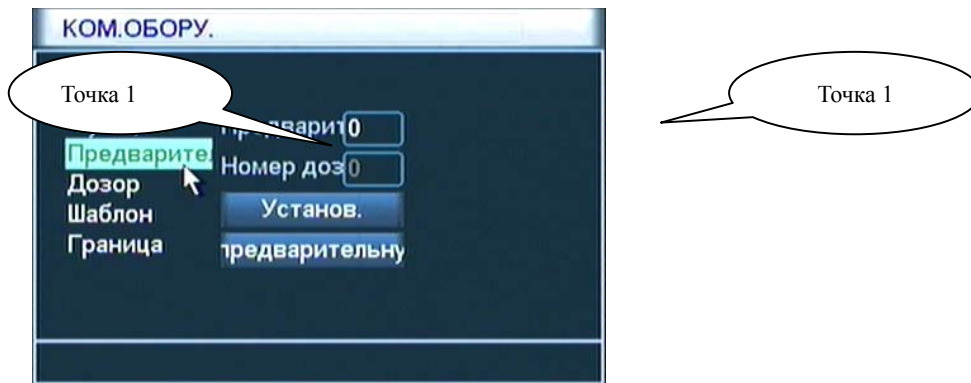 КОМ.ОБОРУ.
Точка 1
Точка 1
0
Предварите
Номер доз 0
Дозор
Шаблон
Установ.
Граница
предварительну